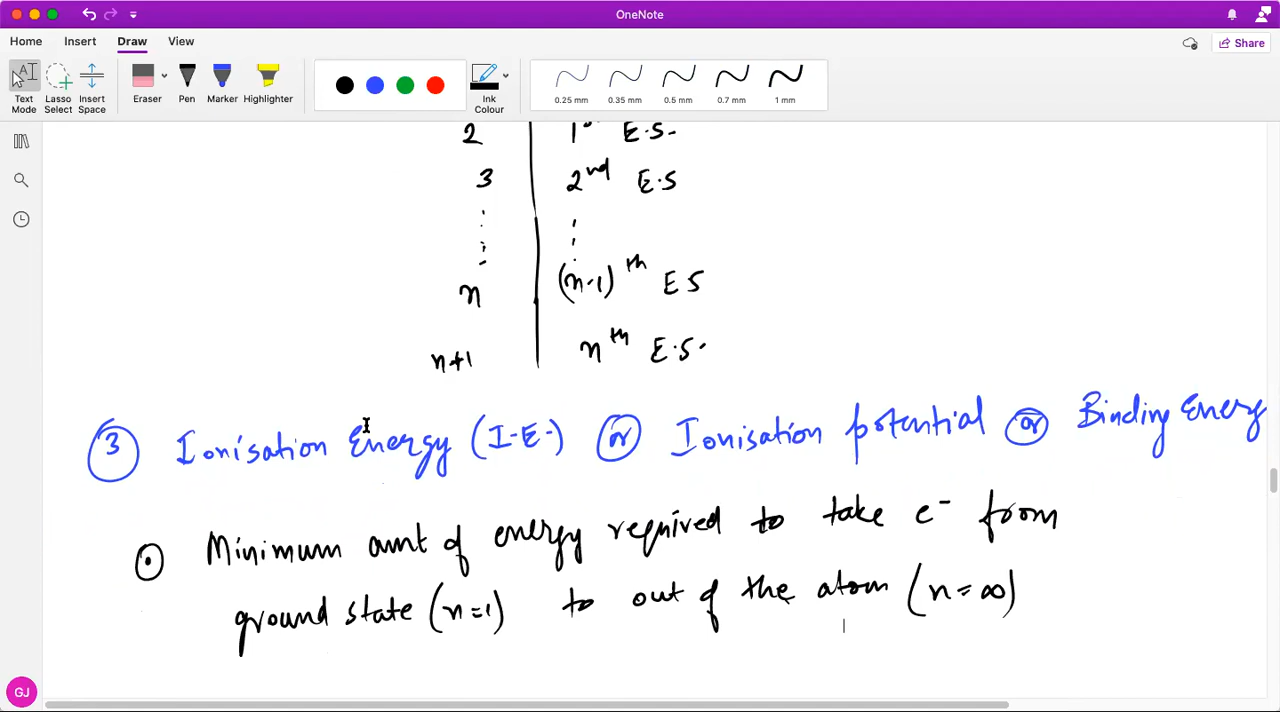 OneNote
Home Insert Draw View
Share
Text Mode
Lasso Select
Insert Space
Eraser
Pen
Marker
Highlighter
Ink Colour
0.25 mm 0.35 mm 0.5 mm 0.7 mm 1 mm
2 1st E.S.
3 2nd E.S
n (n-1)th E S
n+1 nth E.S.
3 Ionisation Energy (I.E.) or Ionisation potential or Binding Energy
Minimum amt of energy required to take e- from
ground state (n=1) to out of the atom (n=∞)
GJ